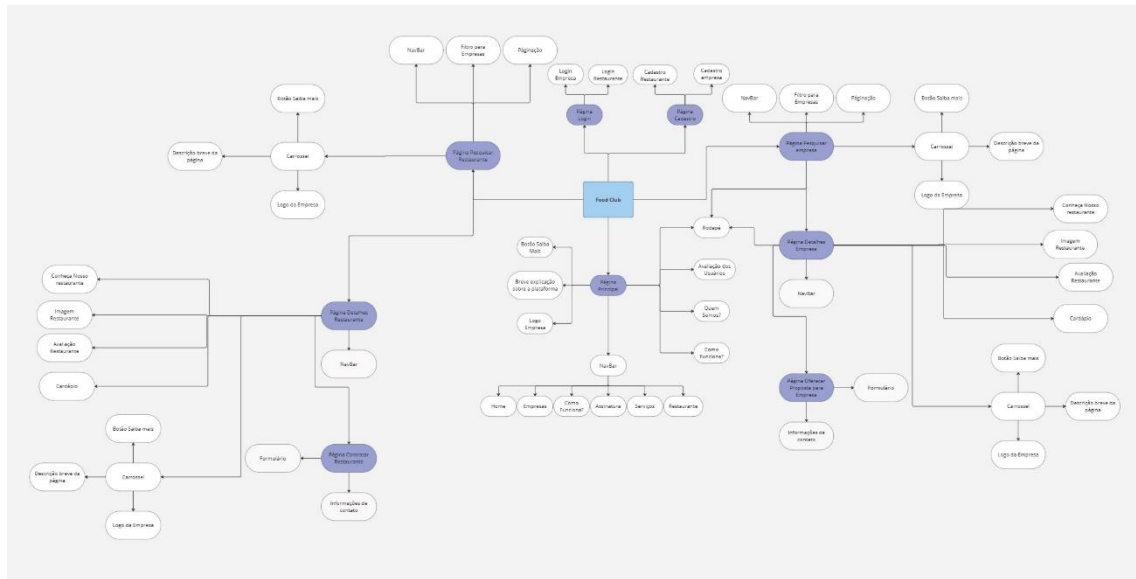 NavBar
Filtro para
Empresas
Páginação
Login
Empresa
Login
Restaurante
Cadastro
Restaurante
Cadastro
empresa
Página
Login
Página
Cadastro
NavBar
Filtro para
Empresas
Páginação
Botão Saiba mais
Botão Saiba mais
Descrição breve da
página
Carrossel
Página Pesquisar
Restaurante
Página Pesquisar
empresa
Carrossel
Descrição breve da
página
Logo da Empresa
Food Club
Logo da Empresa
Conheça Nosso
restaurante
Rodapé
Botão Saiba
Mais
Página Detalhes
Empresa
Imagem
Restaurante
Conheça Nosso
restaurante
Avaliação dos
Usuários
Avaliação
Restaurante
Breve explicação
sobre a plataforma
Página
Principal
NavBar
Imagem
Restaurante
Página Detalhes
Restaurante
Quem
Somos?
Cardápio
Logo
Empresa
Avaliação
Restaurante
Como
Funciona?
NavBar
NavBar
Botão Saiba mais
Cardápio
Página Oferecer
Proposta para
Empresa
Formulário
Home
Empresas
Como
Funciona?
Assinatura
Serviços
Restaurante
Carrossel
Descrição breve da
página
Botão Saiba mais
Informações de
contato
Logo da Empresa
Formulário
Página Contratar
Restaurante
Descrição breve da
página
Carrossel
Informações de
contato
Logo da Empresa